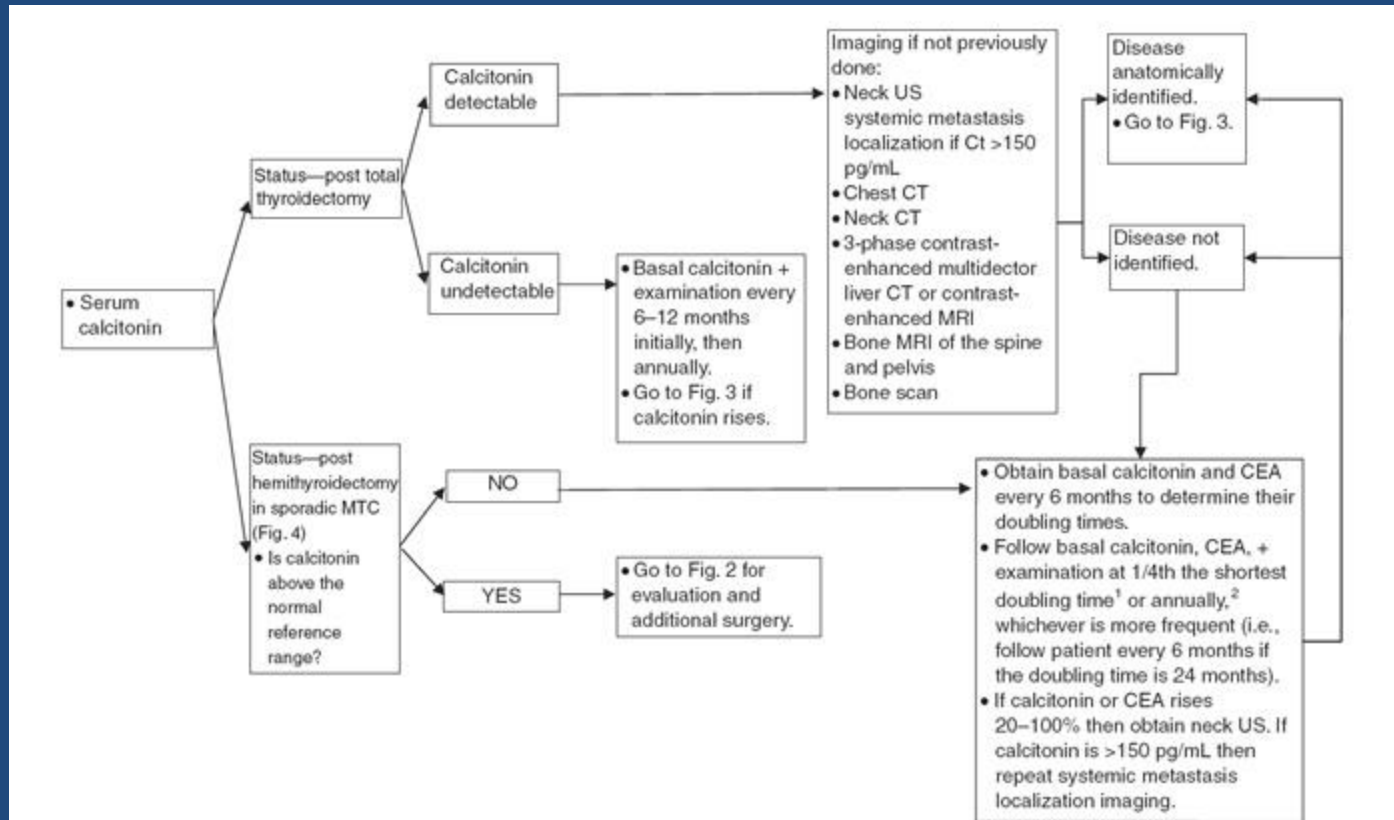 • Serum
calcitonin
Status—post total
thyroidectomy
Calcitonin
detectable
Calcitonin
undetectable
• Basal calcitonin +
examination every
6–12 months
initially, then
annually.
• Go to Fig. 3 if
calcitonin rises.
Imaging if not previously
done:
• Neck US
systemic metastasis
localization if Ct >150
pg/mL
• Chest CT
• Neck CT
• 3-phase contrast-
enhanced multidector
liver CT or contrast-
enhanced MRI
• Bone MRI of the spine
and pelvis
• Bone scan
Disease
anatomically
identified.
• Go to Fig. 3.
Disease not
identified.
Status—post
hemithyroidectomy
in sporadic MTC
(Fig. 4)
• Is calcitonin
above the
normal
reference
range?
NO
YES
• Go to Fig. 2 for
evaluation and
additional surgery.
• Obtain basal calcitonin and CEA
every 6 months to determine their
doubling times.
• Follow basal calcitonin, CEA, +
examination at 1/4th the shortest
doubling time¹ or annually,²
whichever is more frequent (i.e.,
follow patient every 6 months if
the doubling time is 24 months).
• If calcitonin or CEA rises
20–100% then obtain neck US. If
calcitonin is >150 pg/mL then
repeat systemic metastasis
localization imaging.